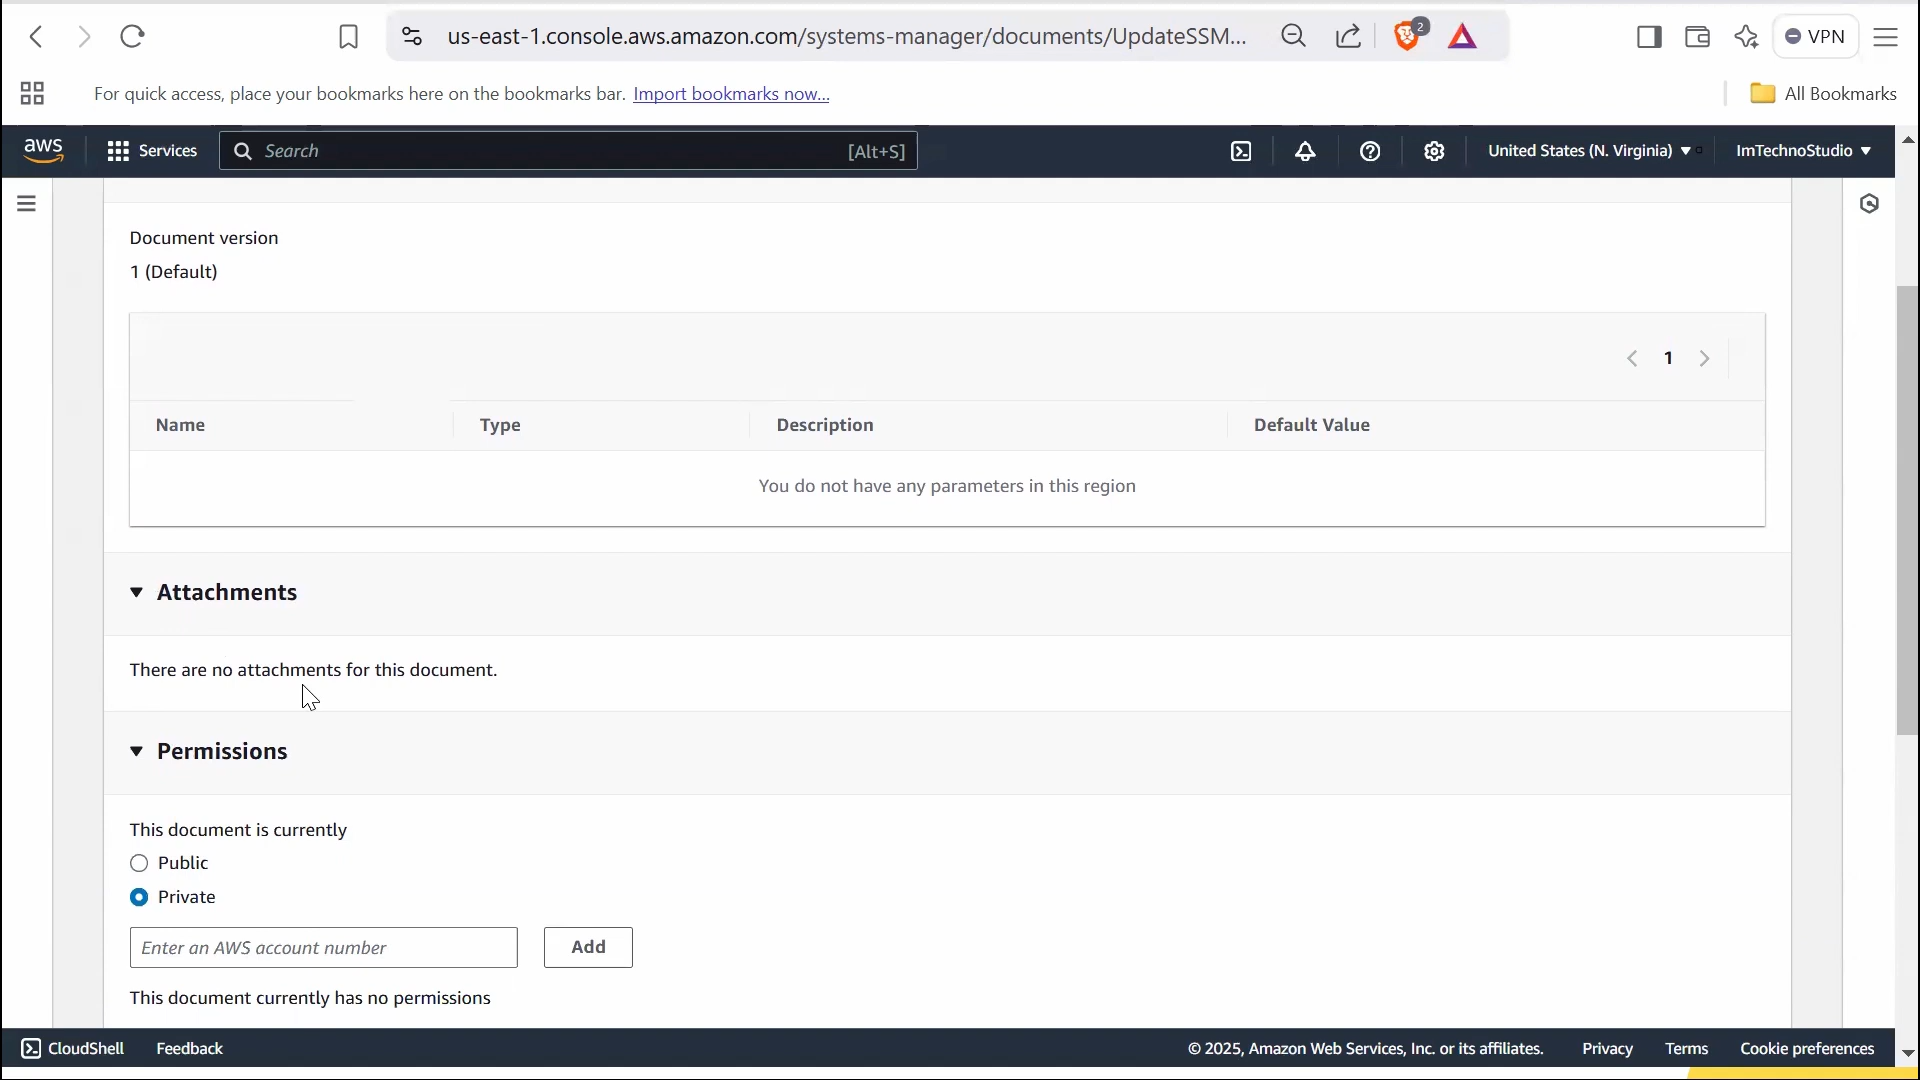 us-east-1.console.aws.amazon.com/systems-manager/documents/UpdateSSM...
2
VPN
For quick access, place your bookmarks here on the bookmarks bar. Import bookmarks now...
All Bookmarks
aws
Services
Search
[Alt+S]
United States (N. Virginia)
ImTechnoStudio
Document version
1 (Default)
1
Name
Type
Description
Default Value
You do not have any parameters in this region
Attachments
There are no attachments for this document.
Permissions
This document is currently
Public
Private
Enter an AWS account number
Add
This document currently has no permissions
CloudShell
Feedback
© 2025, Amazon Web Services, Inc. or its affiliates.
Privacy
Terms
Cookie preferences